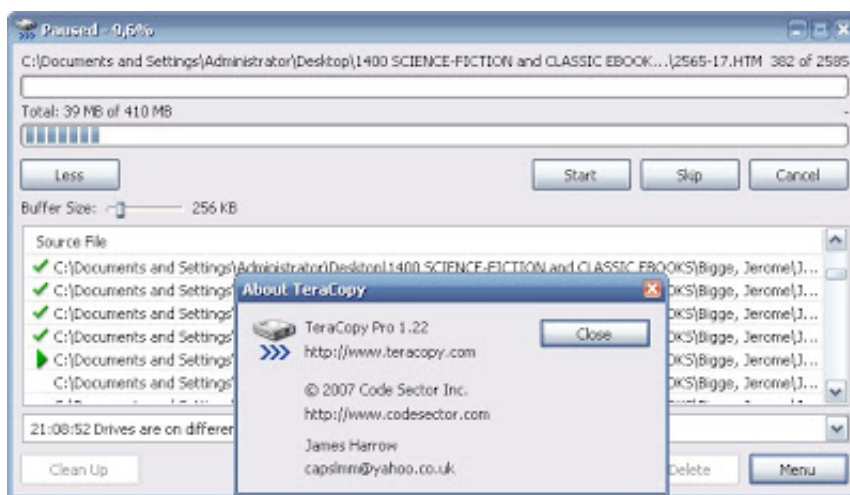 Paused - 9,6%
C:\Documents and Settings\Administrator\Desktop\1400 SCIENCE-FICTION and CLASSIC EBOOK...\2565-17.HTM 382 of 2585
Total: 39 MB of 410 MB -
Less Start Skip Cancel
Buffer Size: 256 KB
Source File
C:\Documents and Settings\Administrator\Desktop\1400 SCIENCE-FICTION and CLASSIC EBOOKS\Bigge, Jerome\J...
C:\Documents and Settings\ OKS\Bigge, Jerome\J...
C:\Documents and Settings\ OKS\Bigge, Jerome\J...
C:\Documents and Settings\ OKS\Bigge, Jerome\J...
C:\Documents and Settings\ OKS\Bigge, Jerome\J...
C:\Documents and Settings\ OKS\Bigge, Jerome\J...
21:08:52 Drives are on differen
Clean Up Delete Menu
About TeraCopy
TeraCopy Pro 1.22
Close
http://www.teracopy.com
© 2007 Code Sector Inc.
http://www.codesector.com
James Harrow
capslmm@yahoo.co.uk